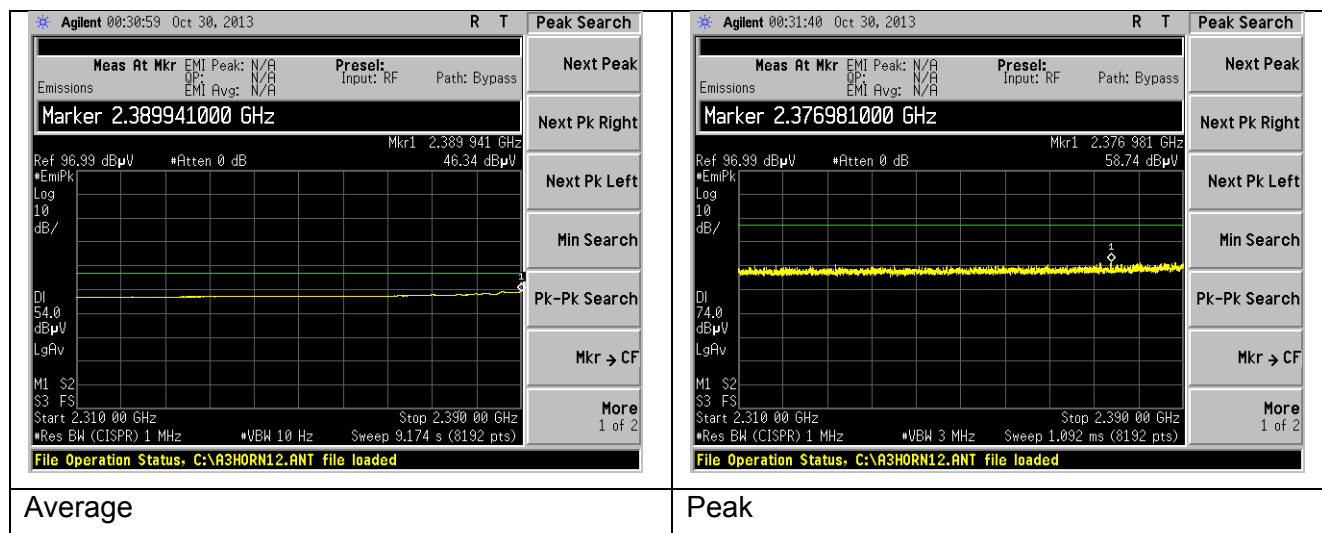 Agilent 00:30:59 Oct 30, 2013 R T Peak Search
Meas At Mkr EMI Peak: N/A Presel:
QP: N/A Input: RF Path: Bypass
Emissions EMI Avg: N/A
Marker 2.389941000 GHz
Mkr1 2.389 941 GHz
Ref 96.99 dBµV #Atten 0 dB 46.34 dBµV
#EmiPk
Log
10
dB/
1
DI
54.0
dBµV
LgAv
M1 S2
S3 FS
Start 2.310 00 GHz Stop 2.390 00 GHz
#Res BW (CISPR) 1 MHz #VBW 10 Hz Sweep 9.174 s (8192 pts)
File Operation Status, C:\A3HORN12.ANT file loaded
Next Peak
Next Pk Right
Next Pk Left
Min Search
Pk-Pk Search
Mkr → CF
More
1 of 2
Average
Agilent 00:31:40 Oct 30, 2013 R T Peak Search
Meas At Mkr EMI Peak: N/A Presel:
QP: N/A Input: RF Path: Bypass
Emissions EMI Avg: N/A
Marker 2.376981000 GHz
Mkr1 2.376 981 GHz
Ref 96.99 dBµV #Atten 0 dB 58.74 dBµV
#EmiPk
Log
10
dB/
1
DI
74.0
dBµV
LgAv
M1 S2
S3 FS
Start 2.310 00 GHz Stop 2.390 00 GHz
#Res BW (CISPR) 1 MHz #VBW 3 MHz Sweep 1.092 ms (8192 pts)
File Operation Status, C:\A3HORN12.ANT file loaded
Next Peak
Next Pk Right
Next Pk Left
Min Search
Pk-Pk Search
Mkr → CF
More
1 of 2
Peak